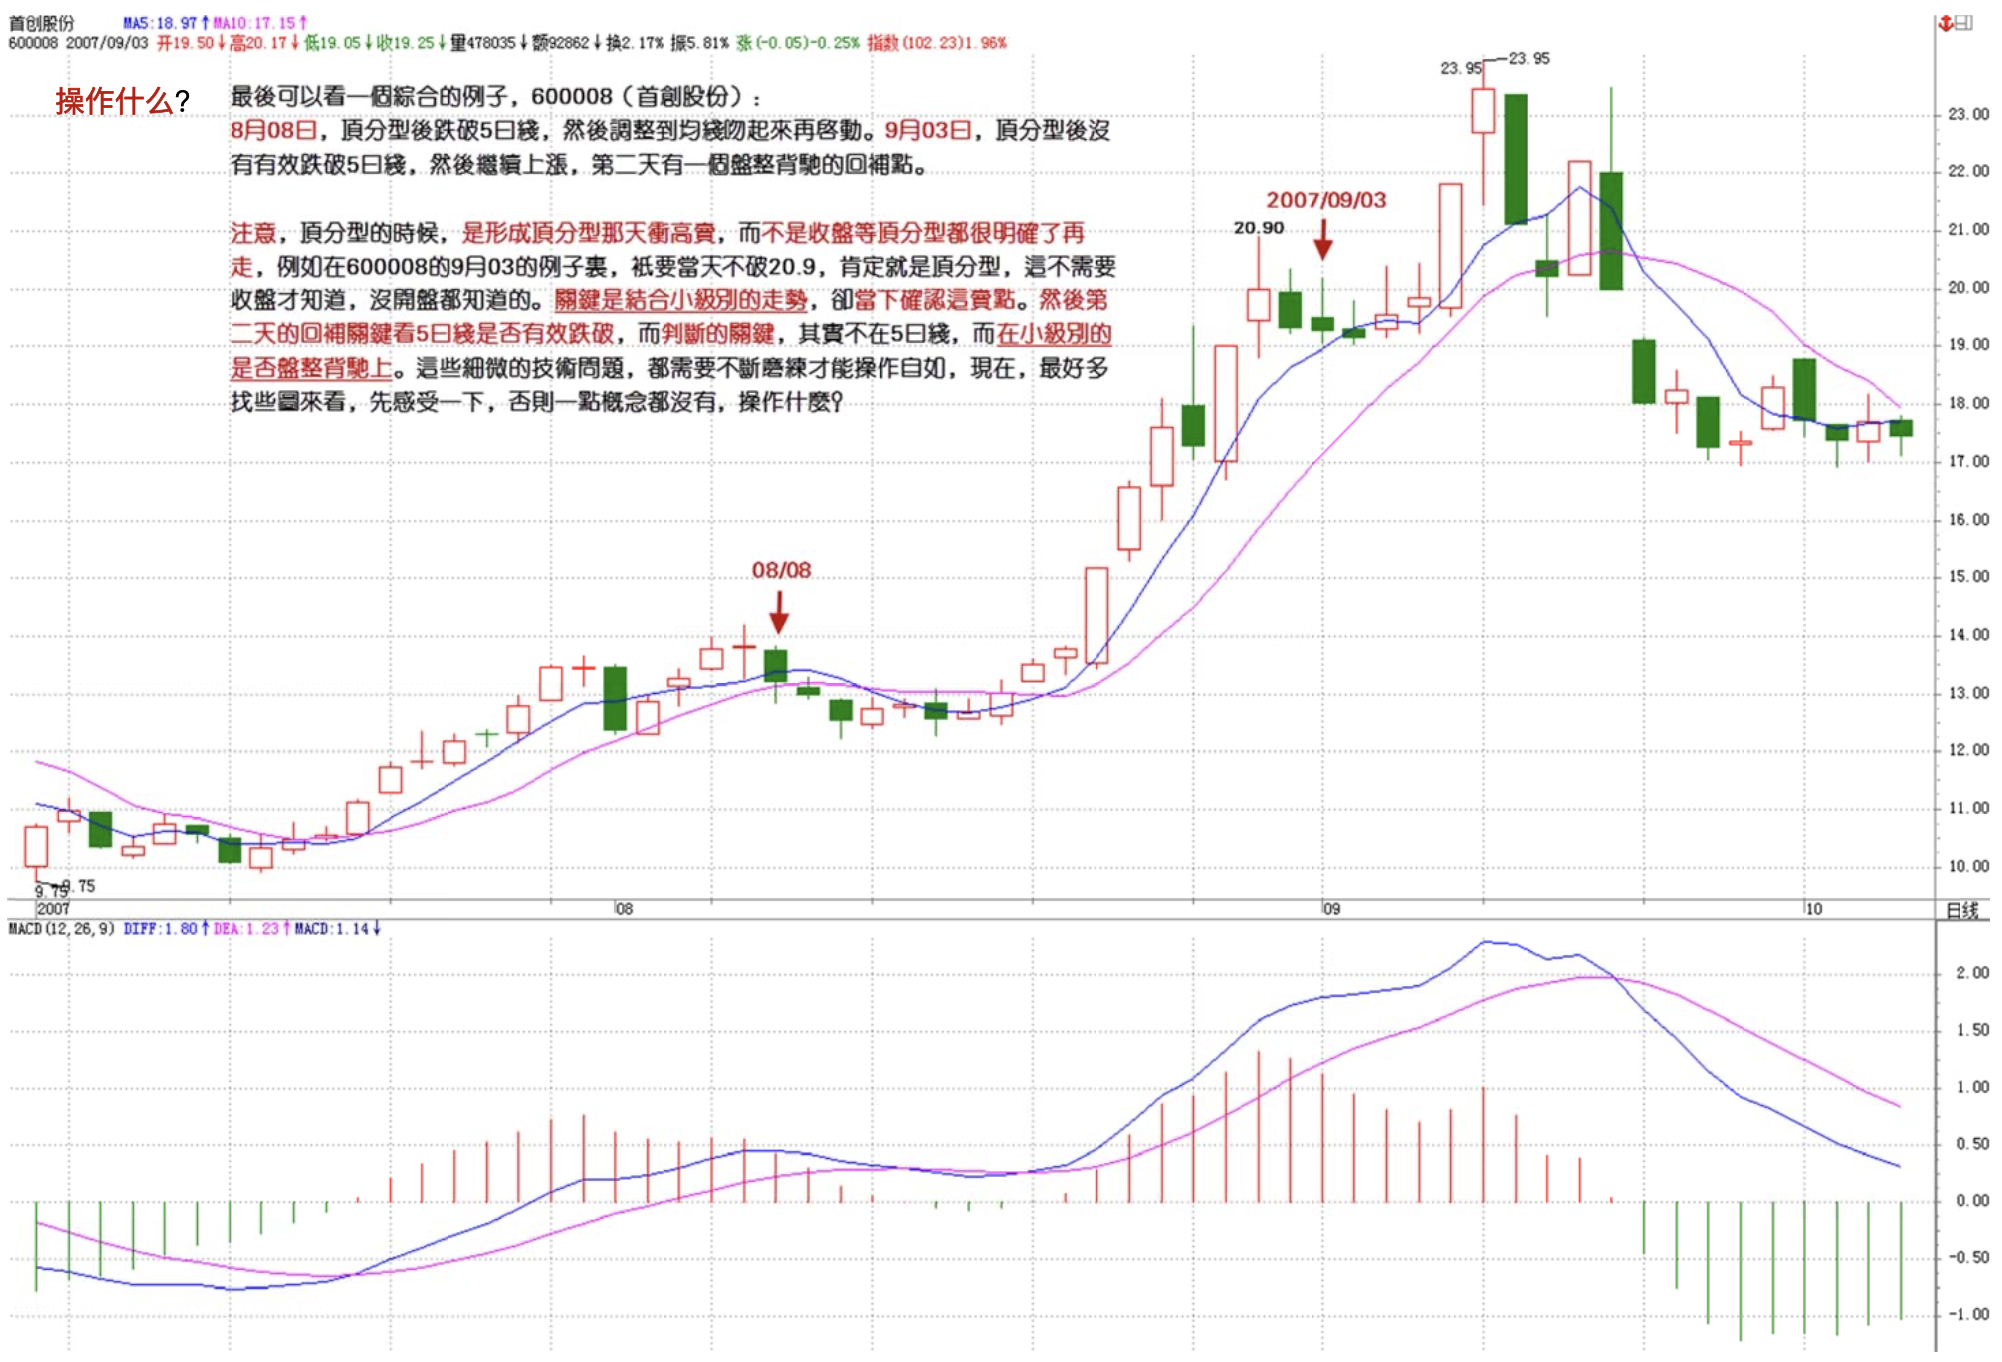 首创股份 MA5:18.97↑MA10:17.15↑
600008 2007/09/03 开19.50↓高20.17↓低19.05↓收19.25↓量478035↓额92862↓换2.17% 振5.81% 涨(-0.05)-0.25% 指数(102.23)1.96%
操作什么?
最後可以看一個綜合的例子，600008（首創股份）:
8月08日，頂分型後跌破5日綫，然後調整到均綫吻起來再啓動。9月03日，頂分型後沒
有有效跌破5日綫，然後繼續上漲，第二天有一個盤整背馳的回補點。
注意，頂分型的時候，是形成頂分型那天衝高賣，而不是收盤等頂分型都很明確了再
走，例如在600008的9月03的例子裏，衹要當天不破20.9，肯定就是頂分型，這不需要
收盤才知道，沒開盤都知道的。關鍵是結合小級別的走勢，卻當下確認這賣點。然後第
二天的回補關鍵看5日綫是否有效跌破，而判斷的關鍵，其實不在5日綫，而在小級別的
是否盤整背馳上。這些細微的技術問題，都需要不斷磨練才能操作自如，現在，最好多
找些圖來看，先感受一下，否則一點概念都沒有，操作什麼？
23.95 23.95
2007/09/03
20.90
08/08
9.75 9.75
23.00
22.00
21.00
20.00
19.00
18.00
17.00
16.00
15.00
14.00
13.00
12.00
11.00
10.00
2007 08 09 10 日线
MACD(12,26,9) DIFF:1.80↑DEA:1.23↑MACD:1.14↓
2.00
1.50
1.00
0.50
0.00
-0.50
-1.00